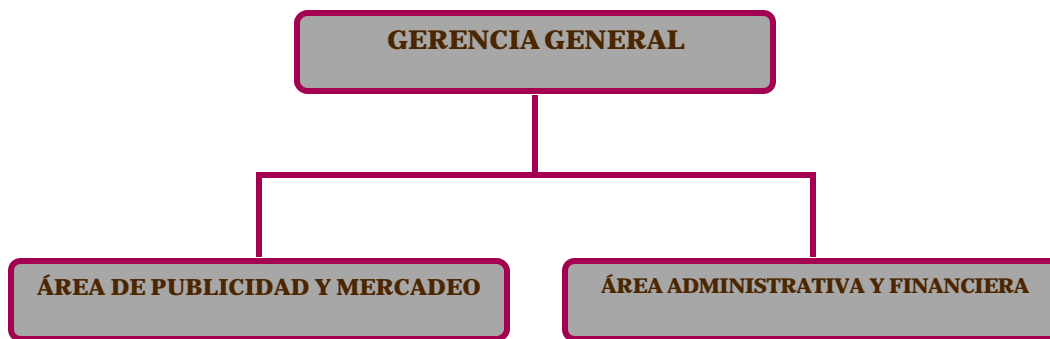 GERENCIA GENERAL
ÁREA DE PUBLICIDAD Y MERCADEO
ÁREA ADMINISTRATIVA Y FINANCIERA